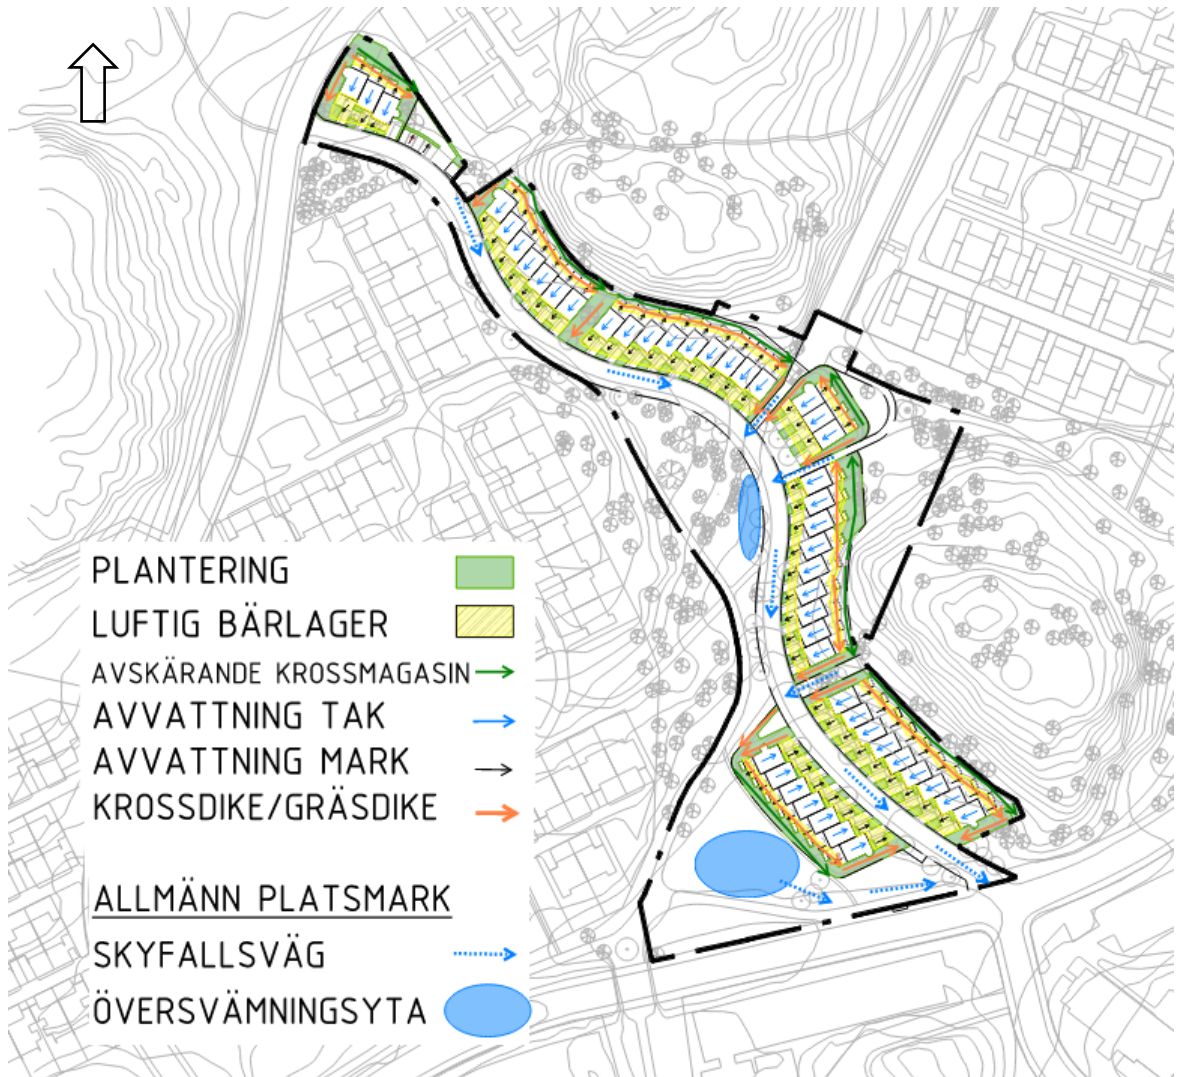 PLANTERING
LUFTIG BÄRLAGER
AVSKÄRANDE KROSSMAGASIN
AVVATTNING TAK
AVVATTNING MARK
KROSSDIKE/GRÄSDIKE
ALLMÄNN PLATSMARK
SKYFALLSVÄG
ÖVERSVÄMNINGSYTA